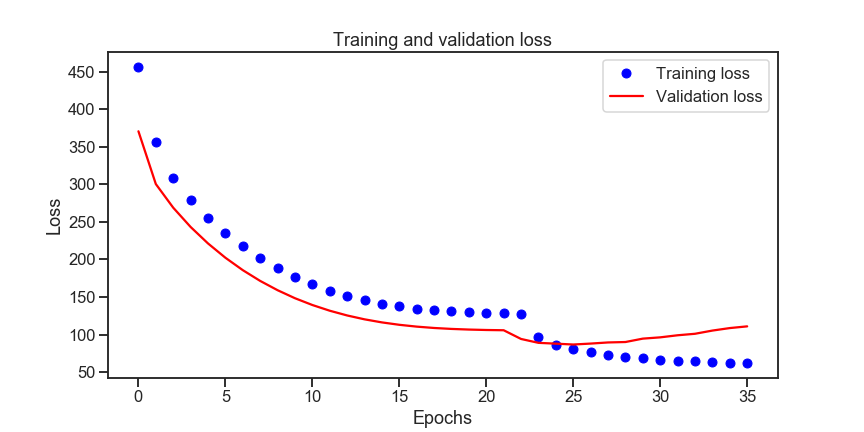 Training and validation loss
Training loss
Validation loss
Loss
450
400
350
300
250
200
150
100
50
0 5 10 15 20 25 30 35
Epochs